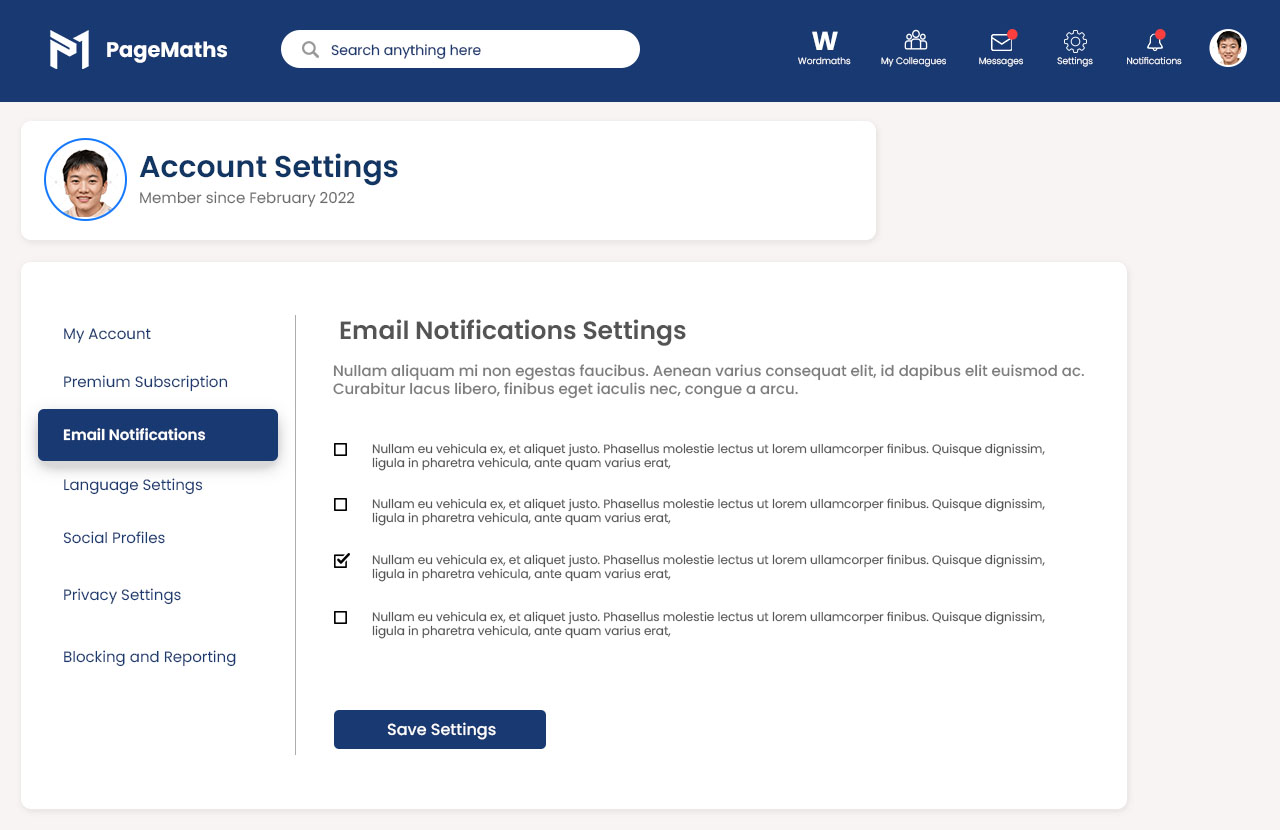 PageMaths
Search anything here
W
Wordmaths
My Colleagues
Messages
Settings
Notifications
Account Settings
Member since February 2022
My Account
Premium Subscription
Email Notifications
Language Settings
Social Profiles
Privacy Settings
Blocking and Reporting
Email Notifications Settings
Nullam aliquam mi non egestas faucibus. Aenean varius consequat elit, id dapibus elit euismod ac.
Curabitur lacus libero, finibus eget iaculis nec, congue a arcu.
Nullam eu vehicula ex, et aliquet justo. Phasellus molestie lectus ut lorem ullamcorper finibus. Quisque dignissim,
ligula in pharetra vehicula, ante quam varius erat,
Nullam eu vehicula ex, et aliquet justo. Phasellus molestie lectus ut lorem ullamcorper finibus. Quisque dignissim,
ligula in pharetra vehicula, ante quam varius erat,
Nullam eu vehicula ex, et aliquet justo. Phasellus molestie lectus ut lorem ullamcorper finibus. Quisque dignissim,
ligula in pharetra vehicula, ante quam varius erat,
Nullam eu vehicula ex, et aliquet justo. Phasellus molestie lectus ut lorem ullamcorper finibus. Quisque dignissim,
ligula in pharetra vehicula, ante quam varius erat,
Save Settings